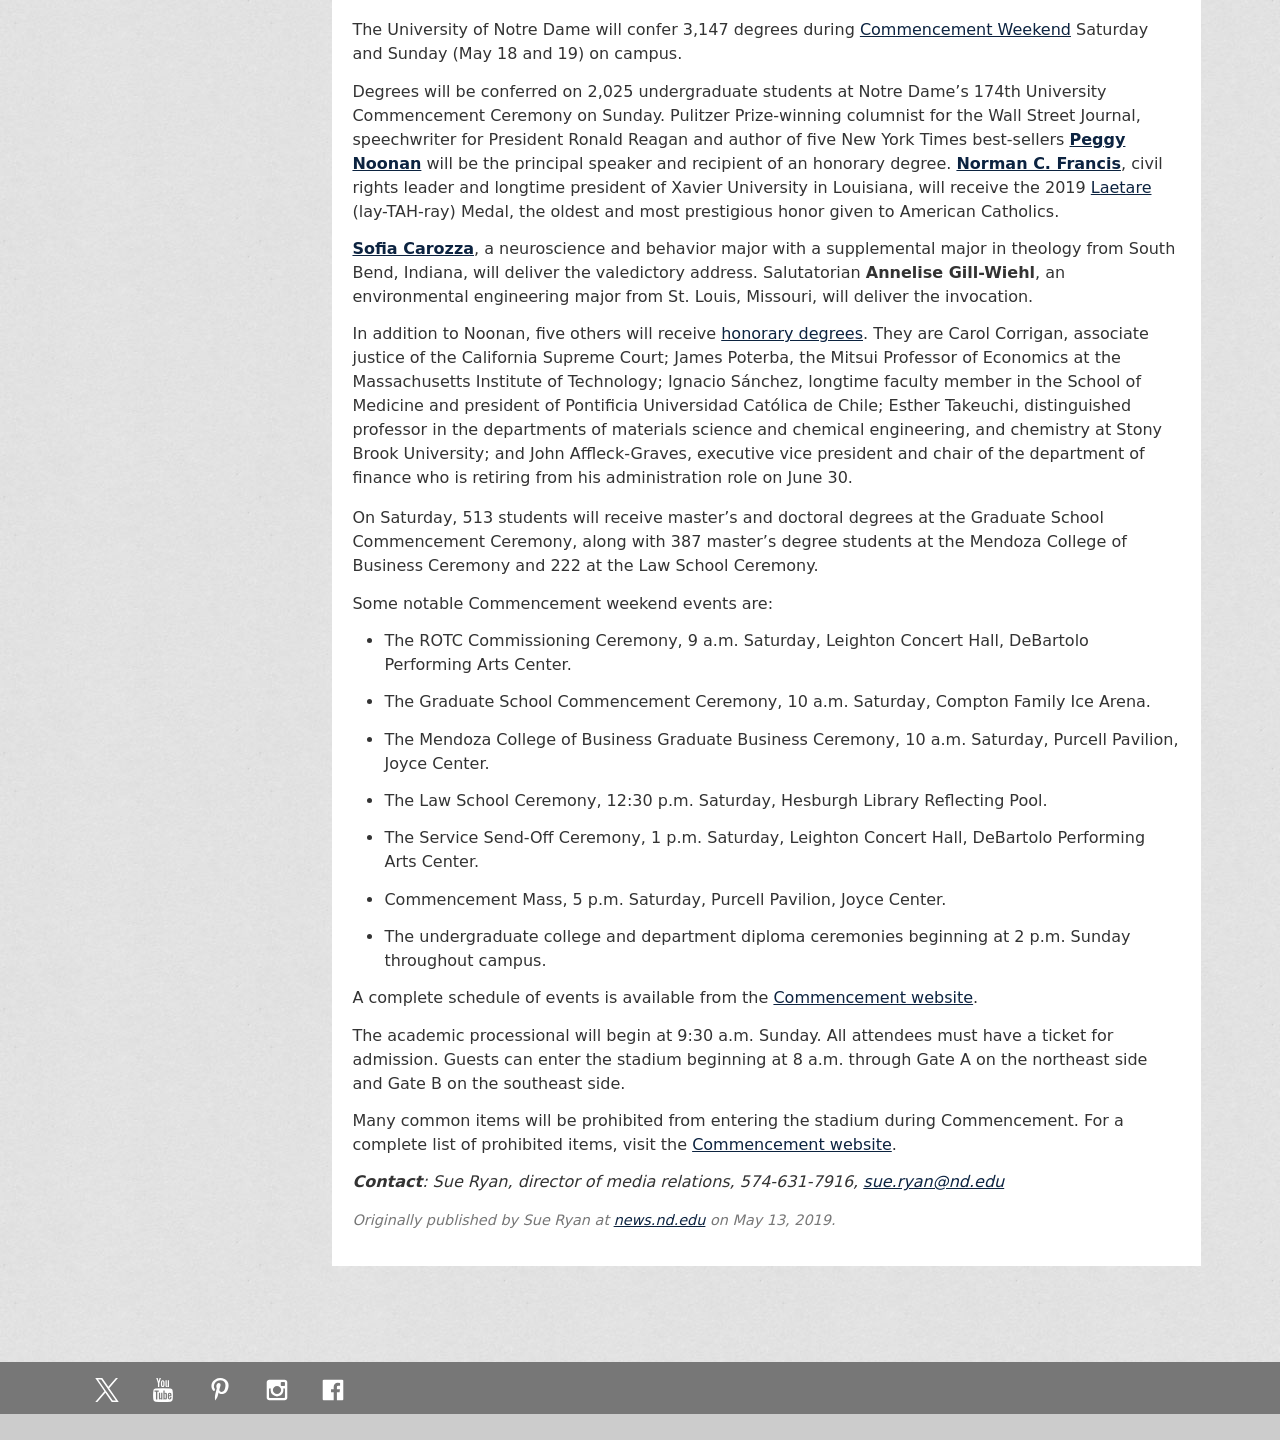 The University of Notre Dame will confer 3,147 degrees during Commencement Weekend Saturday
and Sunday (May 18 and 19) on campus.
Degrees will be conferred on 2,025 undergraduate students at Notre Dame’s 174th University
Commencement Ceremony on Sunday. Pulitzer Prize-winning columnist for the Wall Street Journal,
speechwriter for President Ronald Reagan and author of five New York Times best-sellers Peggy
Noonan will be the principal speaker and recipient of an honorary degree. Norman C. Francis, civil
rights leader and longtime president of Xavier University in Louisiana, will receive the 2019 Laetare
(lay-TAH-ray) Medal, the oldest and most prestigious honor given to American Catholics.
Sofia Carozza, a neuroscience and behavior major with a supplemental major in theology from South
Bend, Indiana, will deliver the valedictory address. Salutatorian Annelise Gill-Wiehl, an
environmental engineering major from St. Louis, Missouri, will deliver the invocation.
In addition to Noonan, five others will receive honorary degrees. They are Carol Corrigan, associate
justice of the California Supreme Court; James Poterba, the Mitsui Professor of Economics at the
Massachusetts Institute of Technology; Ignacio Sánchez, longtime faculty member in the School of
Medicine and president of Pontificia Universidad Católica de Chile; Esther Takeuchi, distinguished
professor in the departments of materials science and chemical engineering, and chemistry at Stony
Brook University; and John Affleck-Graves, executive vice president and chair of the department of
finance who is retiring from his administration role on June 30.
On Saturday, 513 students will receive master’s and doctoral degrees at the Graduate School
Commencement Ceremony, along with 387 master’s degree students at the Mendoza College of
Business Ceremony and 222 at the Law School Ceremony.
Some notable Commencement weekend events are:
• The ROTC Commissioning Ceremony, 9 a.m. Saturday, Leighton Concert Hall, DeBartolo
Performing Arts Center.
• The Graduate School Commencement Ceremony, 10 a.m. Saturday, Compton Family Ice Arena.
• The Mendoza College of Business Graduate Business Ceremony, 10 a.m. Saturday, Purcell Pavilion,
Joyce Center.
• The Law School Ceremony, 12:30 p.m. Saturday, Hesburgh Library Reflecting Pool.
• The Service Send-Off Ceremony, 1 p.m. Saturday, Leighton Concert Hall, DeBartolo Performing
Arts Center.
• Commencement Mass, 5 p.m. Saturday, Purcell Pavilion, Joyce Center.
• The undergraduate college and department diploma ceremonies beginning at 2 p.m. Sunday
throughout campus.
A complete schedule of events is available from the Commencement website.
The academic processional will begin at 9:30 a.m. Sunday. All attendees must have a ticket for
admission. Guests can enter the stadium beginning at 8 a.m. through Gate A on the northeast side
and Gate B on the southeast side.
Many common items will be prohibited from entering the stadium during Commencement. For a
complete list of prohibited items, visit the Commencement website.
Contact: Sue Ryan, director of media relations, 574-631-7916, sue.ryan@nd.edu
Originally published by Sue Ryan at news.nd.edu on May 13, 2019.
You
Tube